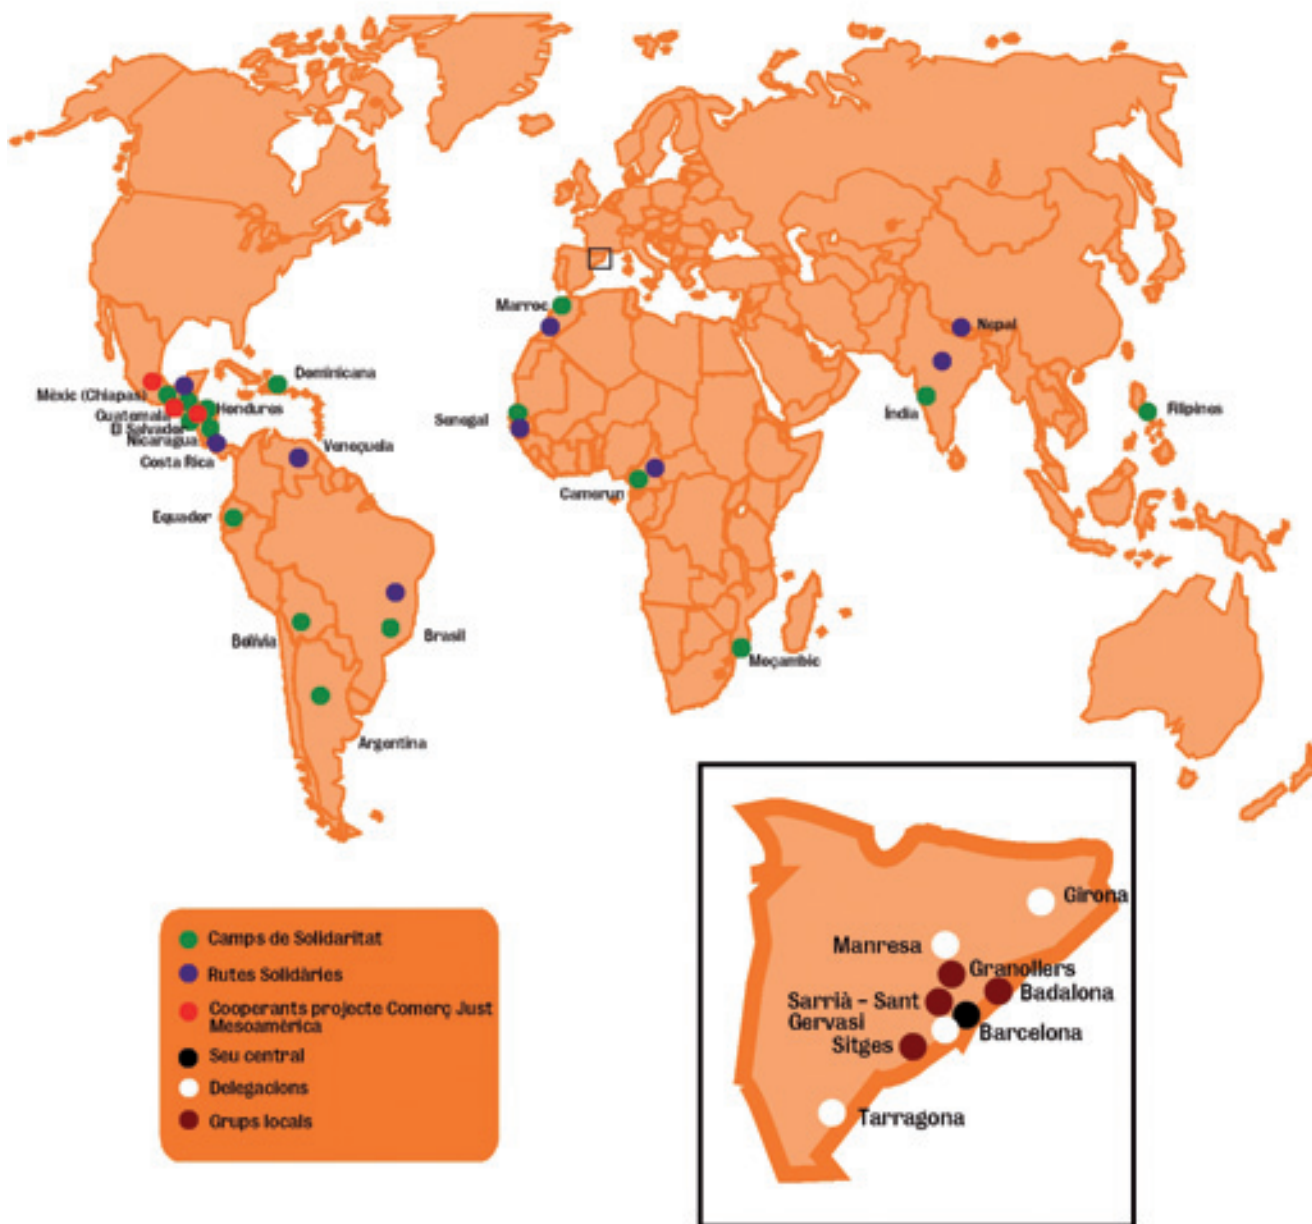 Marroc
Nepal
Dominicana
Mèxic (Chiapas)
Honduras
Guatemala
El Salvador
Nicaragua
Costa Rica
Veneçuela
Senegal
Índia
Filipines
Camerun
Equador
Bolívia
Brasil
Moçambic
Argentina
Camps de Solidaritat
Rutes Solidàries
Cooperants projecte Comerç Just
Mesoamèrica
Seu central
Delegacions
Grups locals
Girona
Manresa
Granollers
Badalona
Sarrià - Sant
Gervasi
Barcelona
Sitges
Tarragona